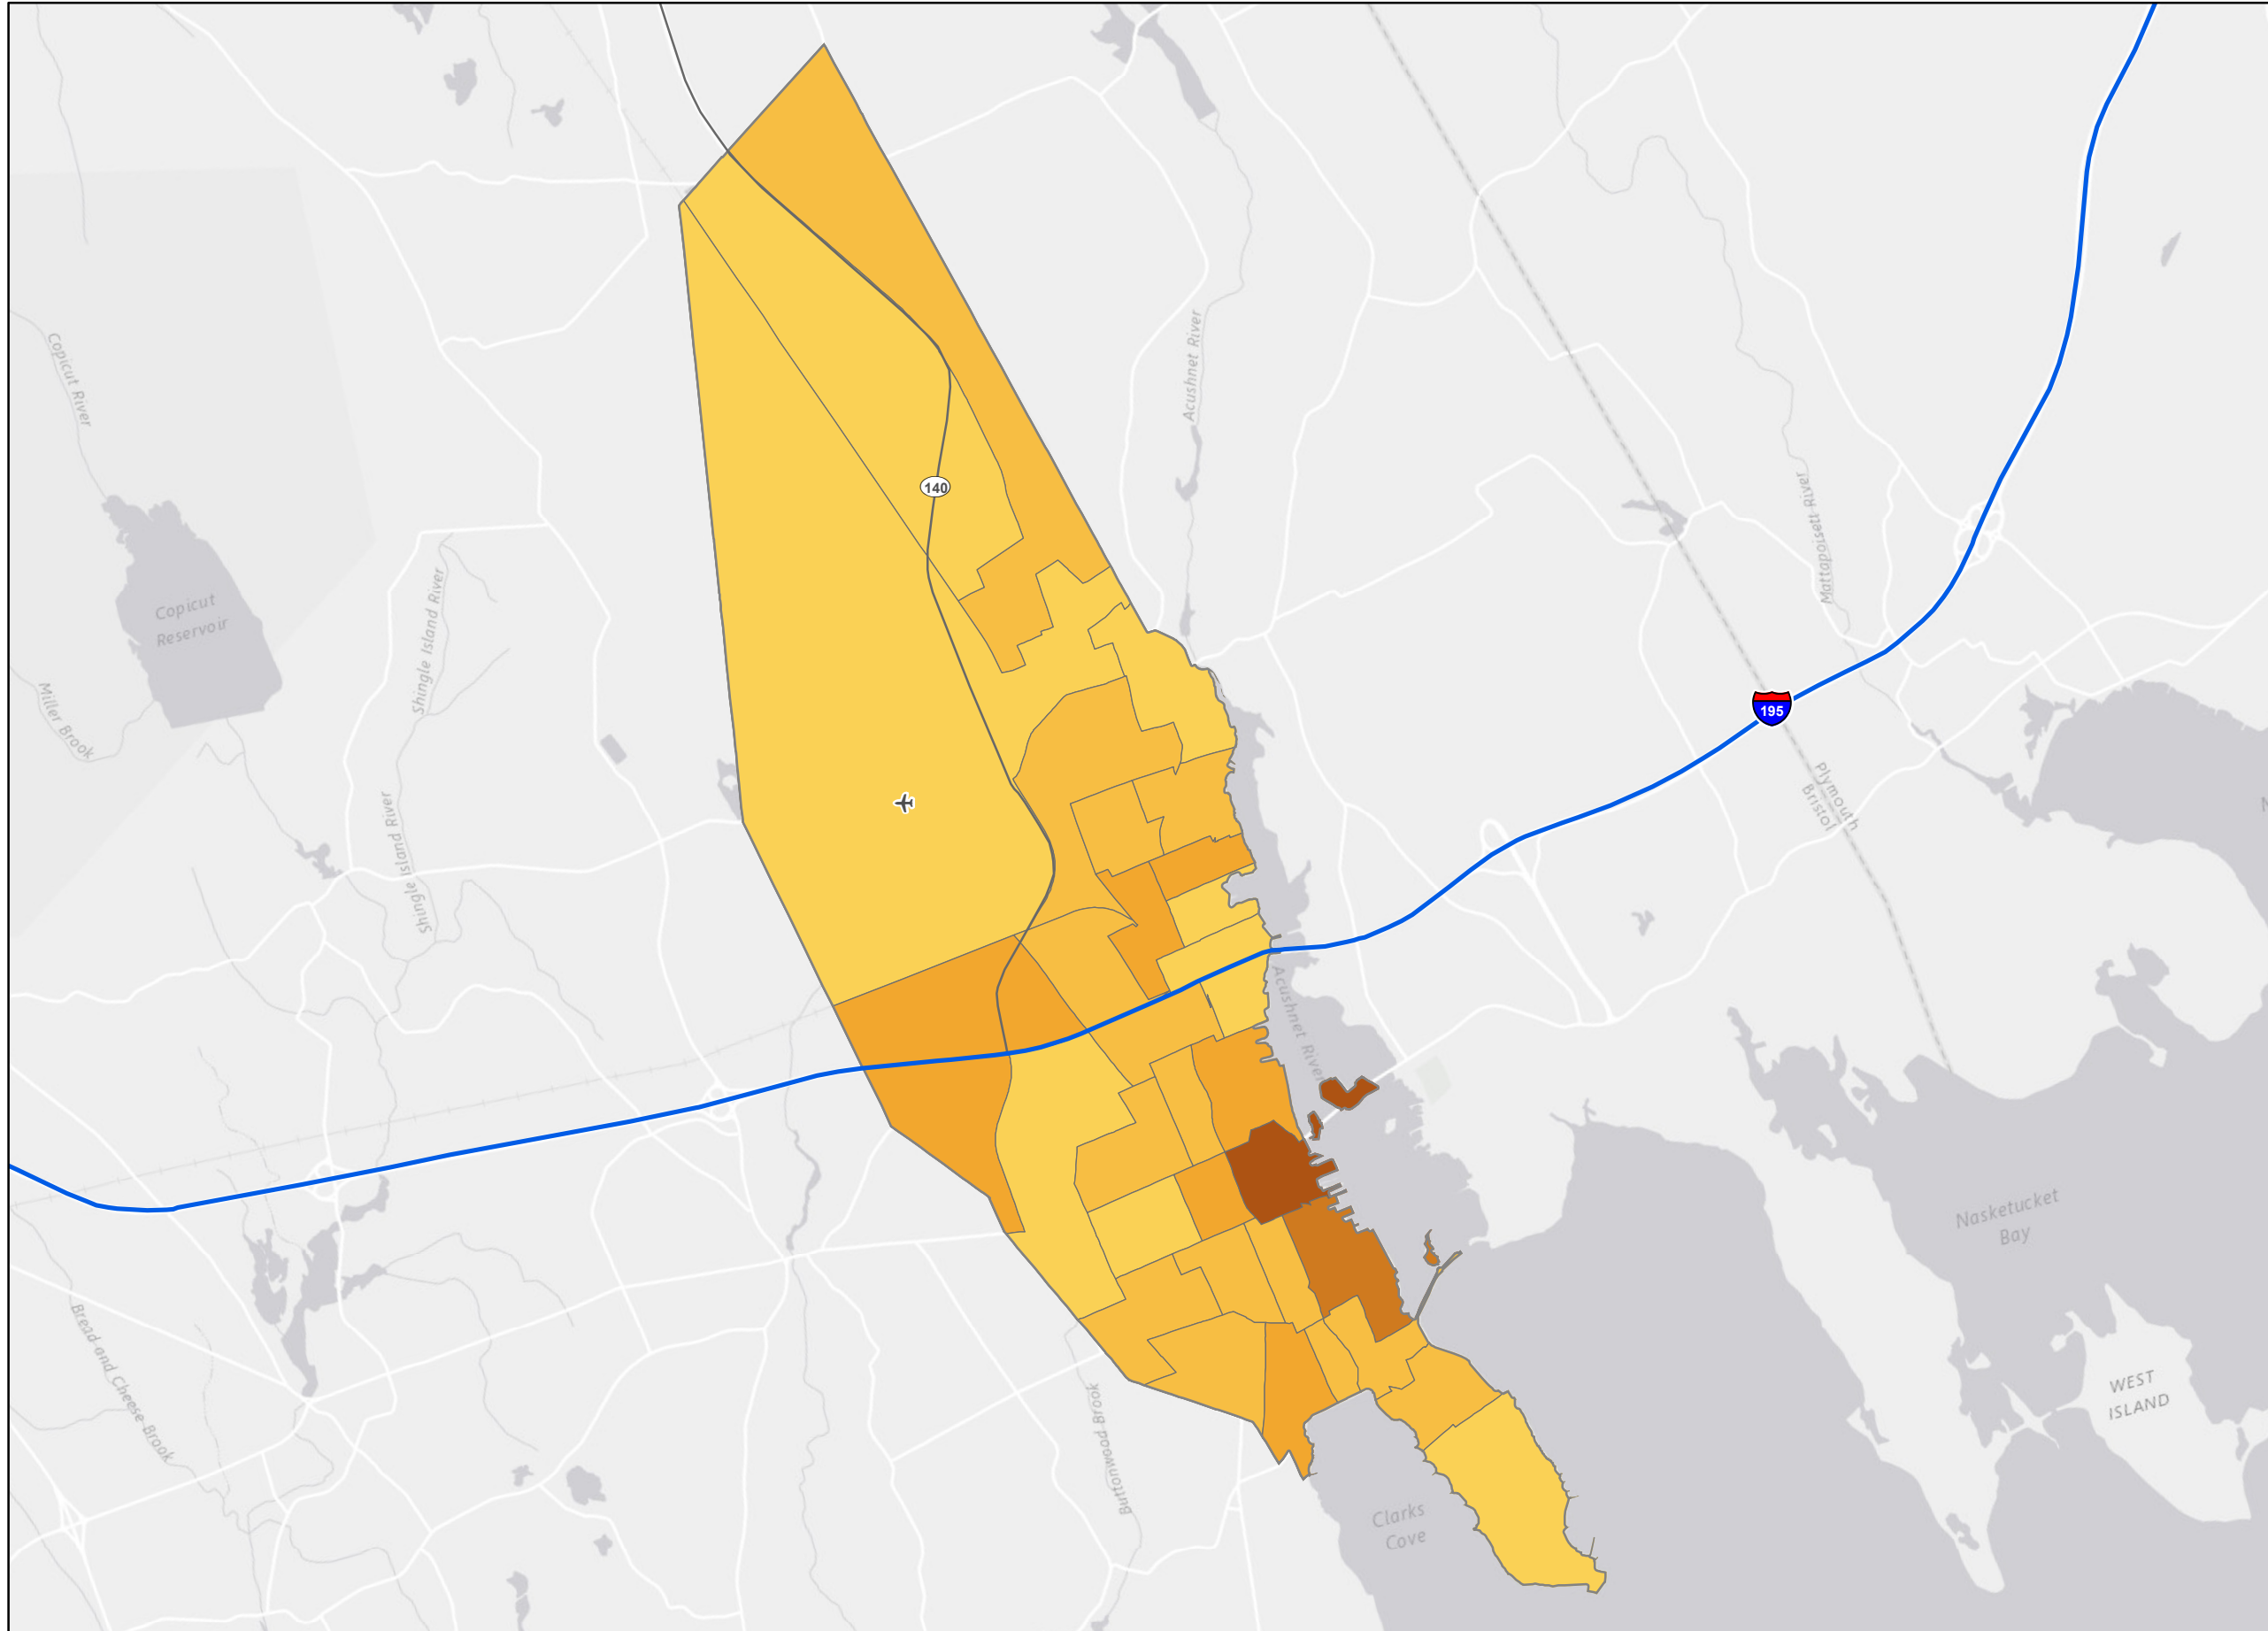 Acushnet River
Copicut River
140
Mattapoisett River
Copicut
Reservoir
Shingle Island River
Miller Brook
195
Plymouth
Bristol
Shingle Island River
Acushnet River
Nasketucket
Bay
Bread and Cheese Brook
WEST
ISLAND
Buttonwood Brook
Clarks
Cove